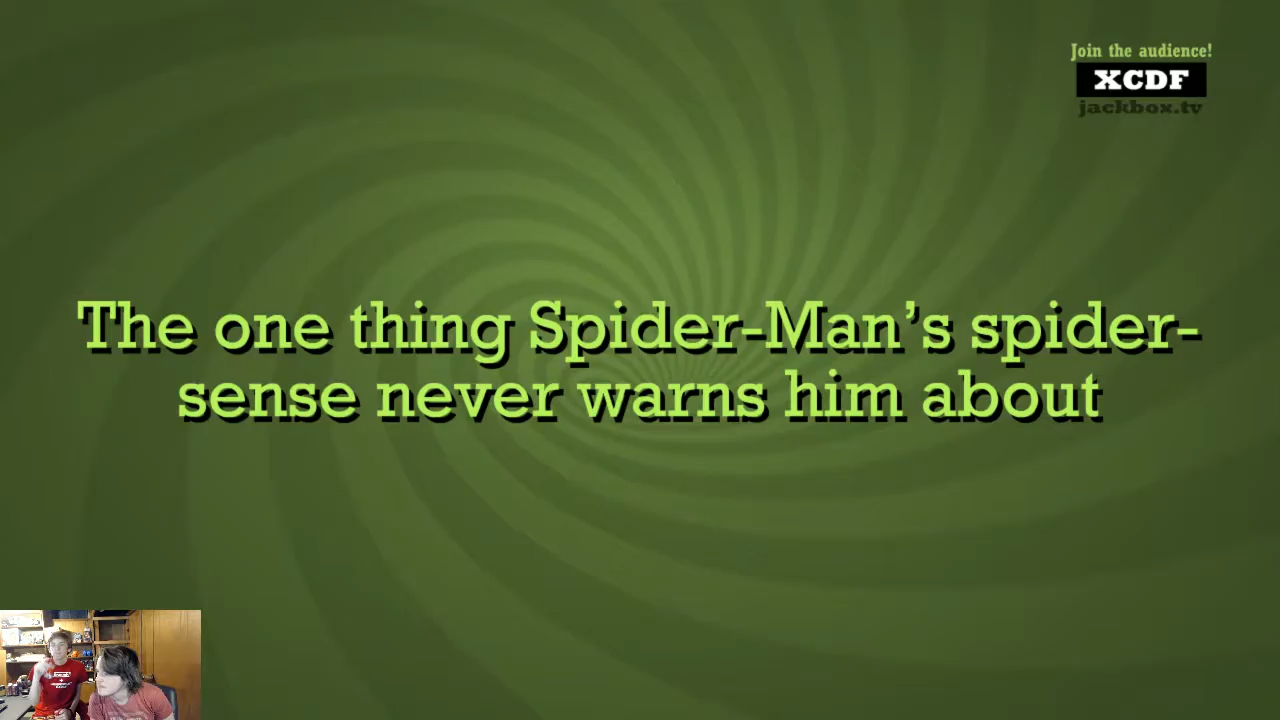 Join the audience!
XCDF
jackbox.tv
The one thing Spider-Man’s spider-
sense never warns him about